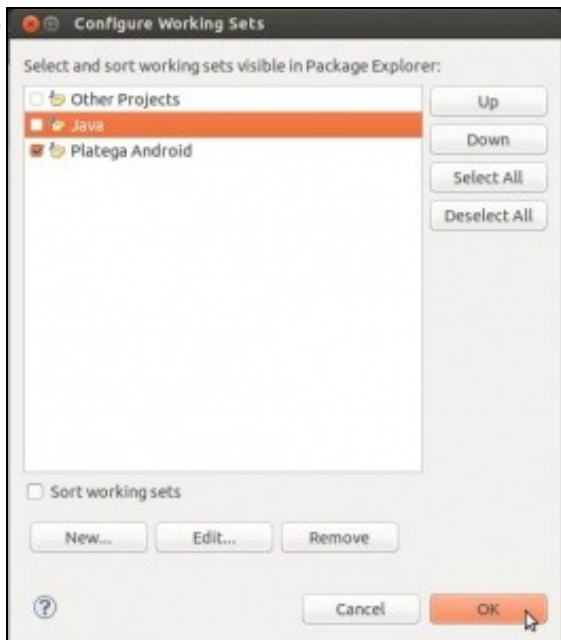 Configure Working Sets
Select and sort working sets visible in Package Explorer:
Other Projects
Java
Platega Android
Up
Down
Select All
Deselect All
Sort working sets
New...
Edit...
Remove
?
Cancel
OK